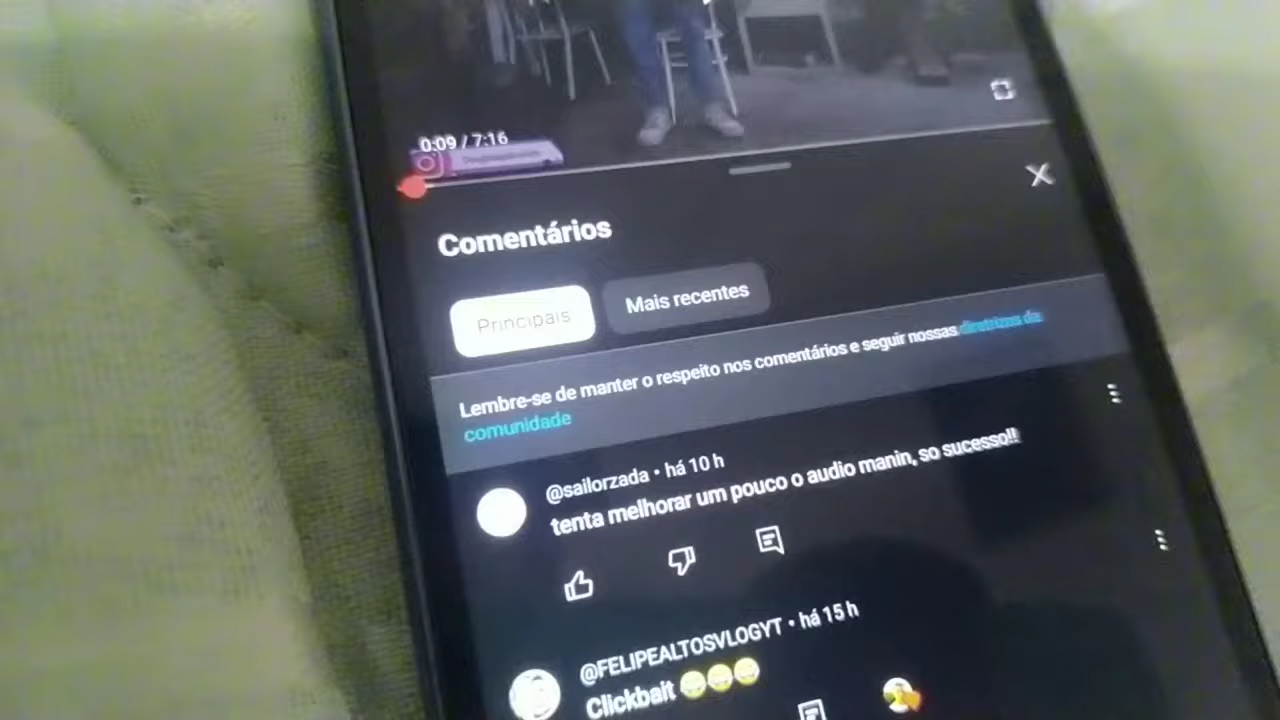 0:09 / 7:16
Comentários
Principais
Mais recentes
Lembre-se de manter o respeito nos comentários e seguir nossas diretrizes da
comunidade
@sailorzada • há 10 h
tenta melhorar um pouco o audio manin, so sucesso!!
@FELIPEALTOSVLOGYT • há 15 h
Clickbait 😂😂😂